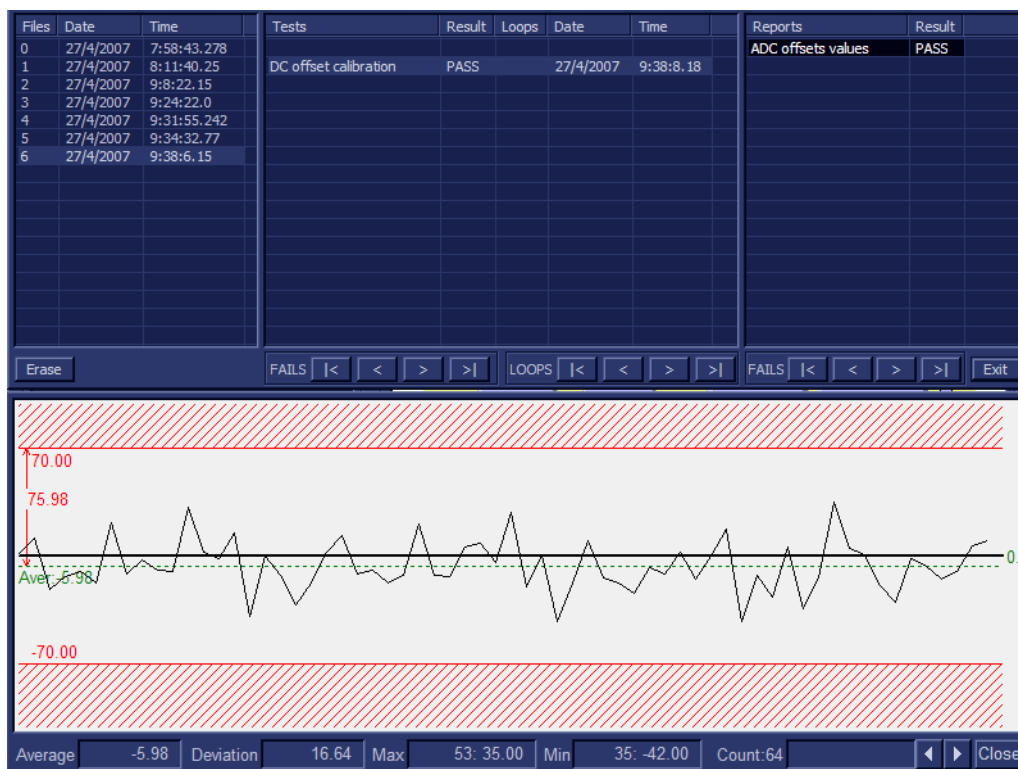 Files Date Time Tests Result Loops Date Time Reports Result
0 27/4/2007 7:58:43.278 ADC offsets values PASS
1 27/4/2007 8:11:40.25 DC offset calibration PASS 27/4/2007 9:38:8.18
2 27/4/2007 9:8:22.15
3 27/4/2007 9:24:22.0
4 27/4/2007 9:31:55.242
5 27/4/2007 9:34:32.77
6 27/4/2007 9:38:6.15
Erase FAILS |< < > >| LOOPS |< < > >| FAILS |< < > >| Exit
70.00
75.98
0.
Aver:-5.98
-70.00
Average -5.98 Deviation 16.64 Max 53: 35.00 Min 35: -42.00 Count:64 Close